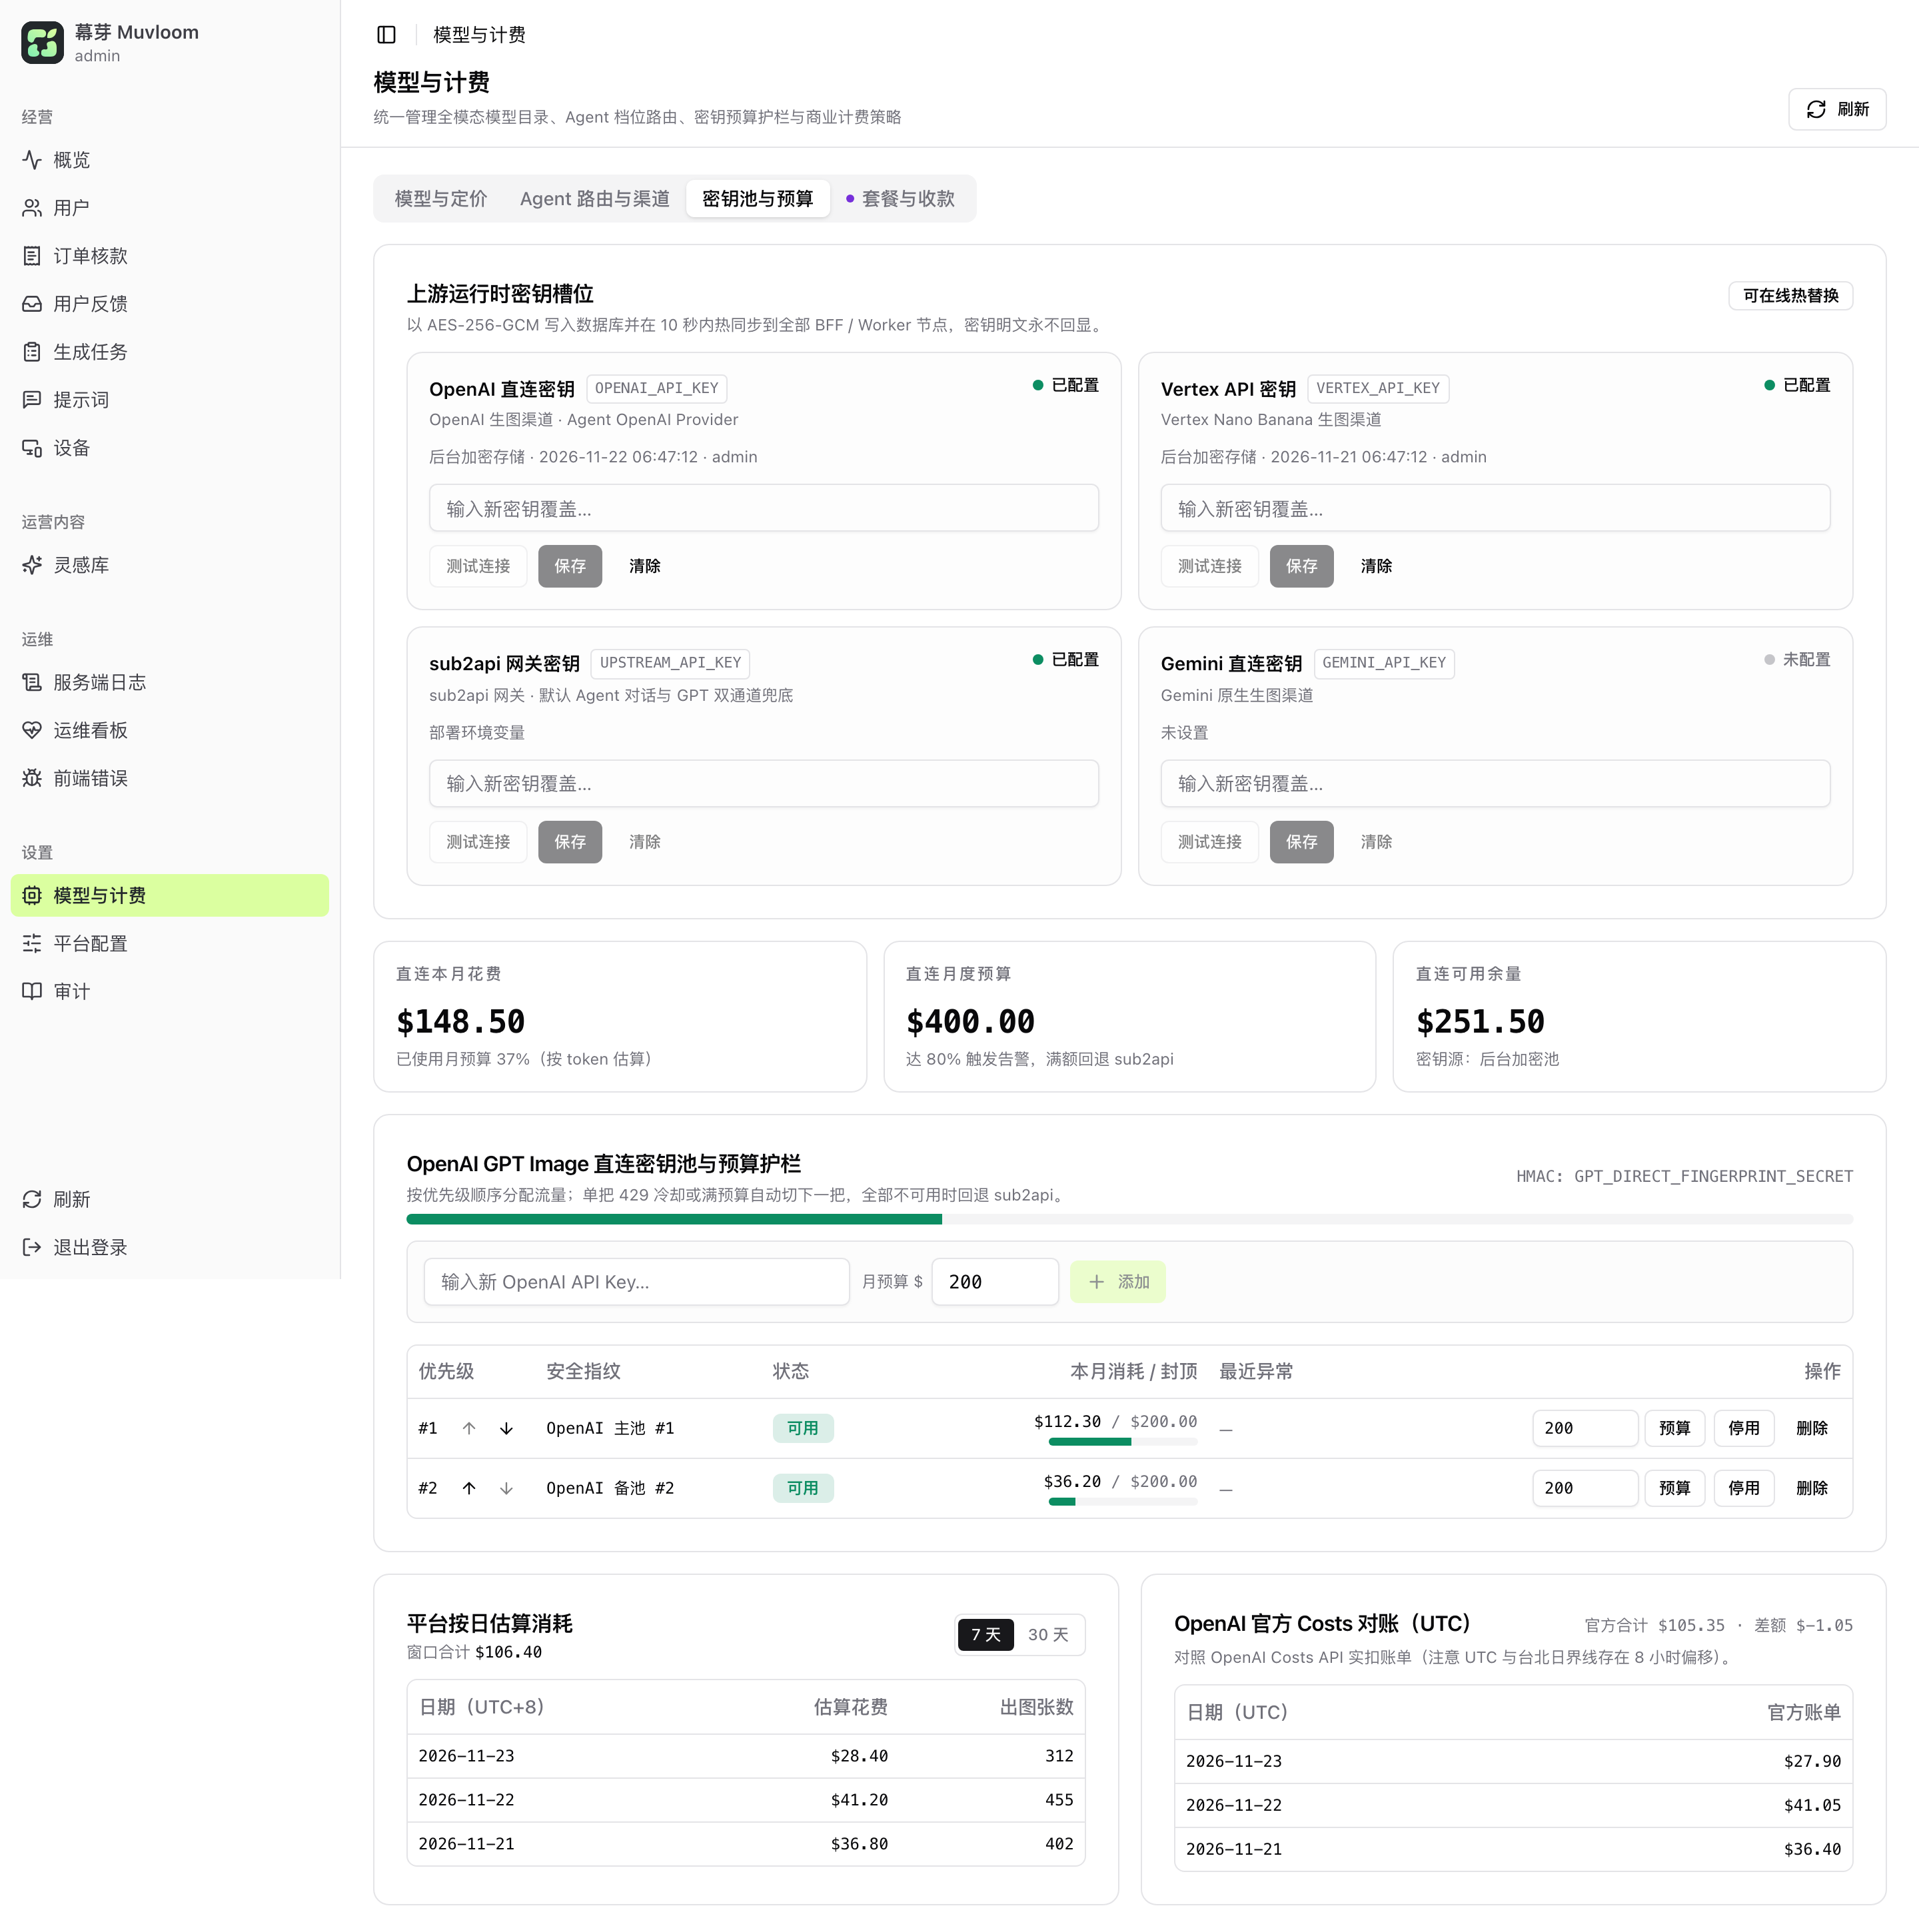 幕芽 Muvloom
admin
经营
概览
用户
订单核款
用户反馈
生成任务
提示词
设备
运营内容
灵感库
运维
服务端日志
运维看板
前端错误
设置
模型与计费
平台配置
审计
刷新
退出登录
模型与计费
模型与计费
统一管理全模态模型目录、Agent 档位路由、密钥预算护栏与商业计费策略
刷新
模型与定价
Agent 路由与渠道
密钥池与预算
套餐与收款
上游运行时密钥槽位
可在线热替换
以 AES-256-GCM 写入数据库并在 10 秒内热同步到全部 BFF / Worker 节点，密钥明文永不回显。
OpenAI 直连密钥 OPENAI_API_KEY
已配置
OpenAI 生图渠道 · Agent OpenAI Provider
后台加密存储 · 2026-11-22 06:47:12 · admin
输入新密钥覆盖...
测试连接 保存 清除
Vertex API 密钥 VERTEX_API_KEY
已配置
Vertex Nano Banana 生图渠道
后台加密存储 · 2026-11-21 06:47:12 · admin
输入新密钥覆盖...
测试连接 保存 清除
sub2api 网关密钥 UPSTREAM_API_KEY
已配置
sub2api 网关 · 默认 Agent 对话与 GPT 双通道兜底
部署环境变量
输入新密钥覆盖...
测试连接 保存 清除
Gemini 直连密钥 GEMINI_API_KEY
未配置
Gemini 原生生图渠道
未设置
输入新密钥覆盖...
测试连接 保存 清除
直连本月花费
$148.50
已使用月预算 37%（按 token 估算）
直连月度预算
$400.00
达 80% 触发告警，满额回退 sub2api
直连可用余量
$251.50
密钥源：后台加密池
OpenAI GPT Image 直连密钥池与预算护栏
按优先级顺序分配流量；单把 429 冷却或满预算自动切下一把，全部不可用时回退 sub2api。
HMAC: GPT_DIRECT_FINGERPRINT_SECRET
输入新 OpenAI API Key... 月预算 $ 200 + 添加
优先级 安全指纹 状态 本月消耗 / 封顶 最近异常 操作
#1 ↑ ↓ OpenAI 主池 #1 可用 $112.30 / $200.00 — 200 预算 停用 删除
#2 ↑ ↓ OpenAI 备池 #2 可用 $36.20 / $200.00 — 200 预算 停用 删除
平台按日估算消耗
窗口合计 $106.40
7 天 30 天
日期（UTC+8） 估算花费 出图张数
2026-11-23 $28.40 312
2026-11-22 $41.20 455
2026-11-21 $36.80 402
OpenAI 官方 Costs 对账（UTC）
官方合计 $105.35 · 差额 $-1.05
对照 OpenAI Costs API 实扣账单（注意 UTC 与台北日界线存在 8 小时偏移）。
日期（UTC） 官方账单
2026-11-23 $27.90
2026-11-22 $41.05
2026-11-21 $36.40